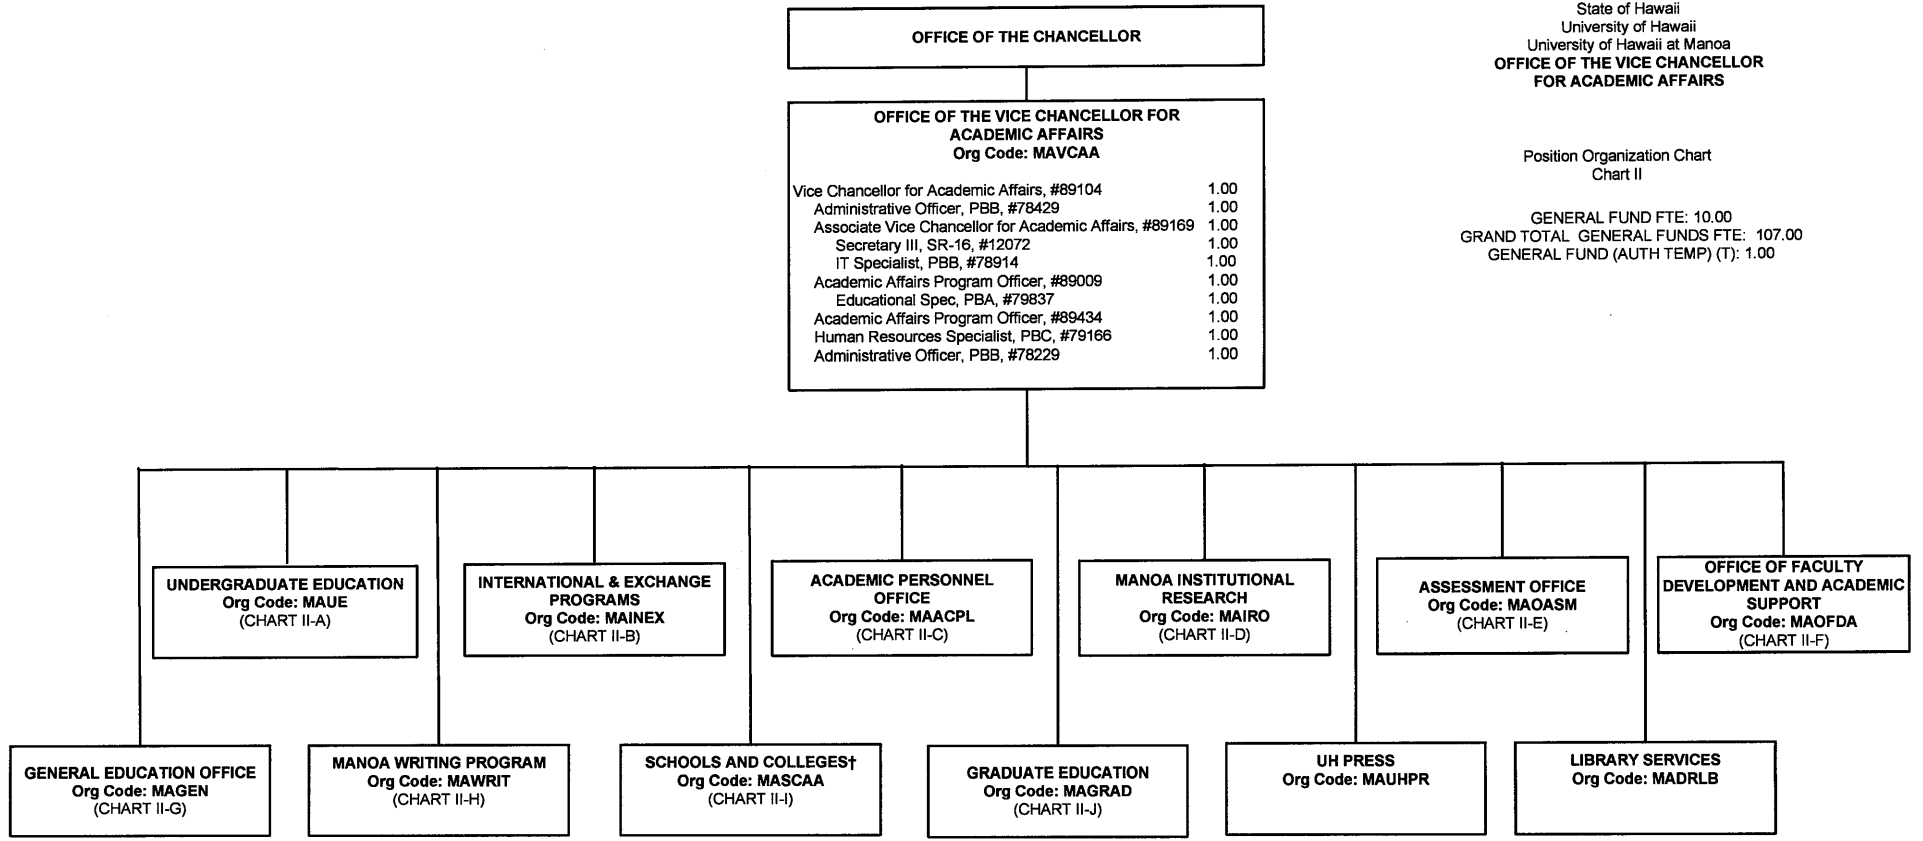 OFFICE OF THE CHANCELLOR
State of Hawaii
University of Hawaii
University of Hawaii at Manoa
OFFICE OF THE VICE CHANCELLOR
FOR ACADEMIC AFFAIRS
Position Organization Chart
Chart II
GENERAL FUND FTE: 10.00
GRAND TOTAL GENERAL FUNDS FTE: 107.00
GENERAL FUND (AUTH TEMP) (T): 1.00
OFFICE OF THE VICE CHANCELLOR FOR
ACADEMIC AFFAIRS
Org Code: MAVCAA
Vice Chancellor for Academic Affairs, #89104 1.00
Administrative Officer, PBB, #78429 1.00
Associate Vice Chancellor for Academic Affairs, #89169 1.00
Secretary III, SR-16, #12072 1.00
IT Specialist, PBB, #78914 1.00
Academic Affairs Program Officer, #89009 1.00
Educational Spec, PBA, #79837 1.00
Academic Affairs Program Officer, #89434 1.00
Human Resources Specialist, PBC, #79166 1.00
Administrative Officer, PBB, #78229 1.00
UNDERGRADUATE EDUCATION
Org Code: MAUE
(CHART II-A)
INTERNATIONAL & EXCHANGE
PROGRAMS
Org Code: MAINEX
(CHART II-B)
ACADEMIC PERSONNEL
OFFICE
Org Code: MAACPL
(CHART II-C)
MANOA INSTITUTIONAL
RESEARCH
Org Code: MAIRO
(CHART II-D)
ASSESSMENT OFFICE
Org Code: MAOASM
(CHART II-E)
OFFICE OF FACULTY
DEVELOPMENT AND ACADEMIC
SUPPORT
Org Code: MAOFDA
(CHART II-F)
GENERAL EDUCATION OFFICE
Org Code: MAGEN
(CHART II-G)
MANOA WRITING PROGRAM
Org Code: MAWRIT
(CHART II-H)
SCHOOLS AND COLLEGES†
Org Code: MASCAA
(CHART II-I)
GRADUATE EDUCATION
Org Code: MAGRAD
(CHART II-J)
UH PRESS
Org Code: MAUHPR
LIBRARY SERVICES
Org Code: MADRLB